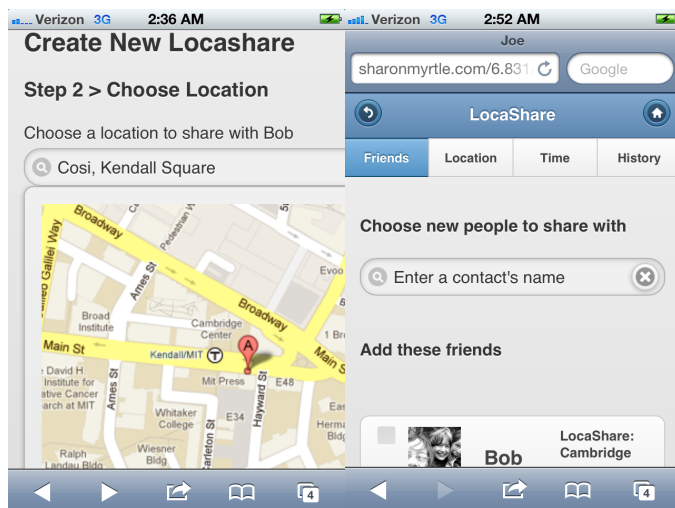 Verizon 3G 2:36 AM
Create New Locashare
Step 2 > Choose Location
Choose a location to share with Bob
Cosi, Kendall Square
Broadway
Pedestrian
Galilei Way
Ames St
Evoo
Broad
Institute
Cambridge
Center
Broadway
Main St
Kendall/MIT
T
A
Main S
David H.
Institute for
ative Cancer
arch at MIT
Ames St
Mit Press
E48
Hayward St
Whitaker
College
E34
Carleton St
Eas
Herma
Bldg
Wiesner
Bldg
Ralph
Landau Bldg
4
Verizon 3G 2:52 AM
Joe
sharonmyrtle.com/6.831
Google
LocaShare
Friends Location Time History
Choose new people to share with
Enter a contact's name
Add these friends
Bob
LocaShare:
Cambridge
4